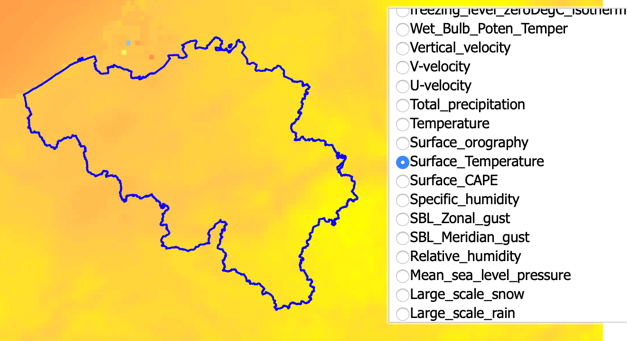 freezing_level_zeroDegC_isotherm
Wet_Bulb_Poten_Temper
Vertical_velocity
V-velocity
U-velocity
Total_precipitation
Temperature
Surface_orography
Surface_Temperature
Surface_CAPE
Specific_humidity
SBL_Zonal_gust
SBL_Meridian_gust
Relative_humidity
Mean_sea_level_pressure
Large_scale_snow
Large_scale_rain